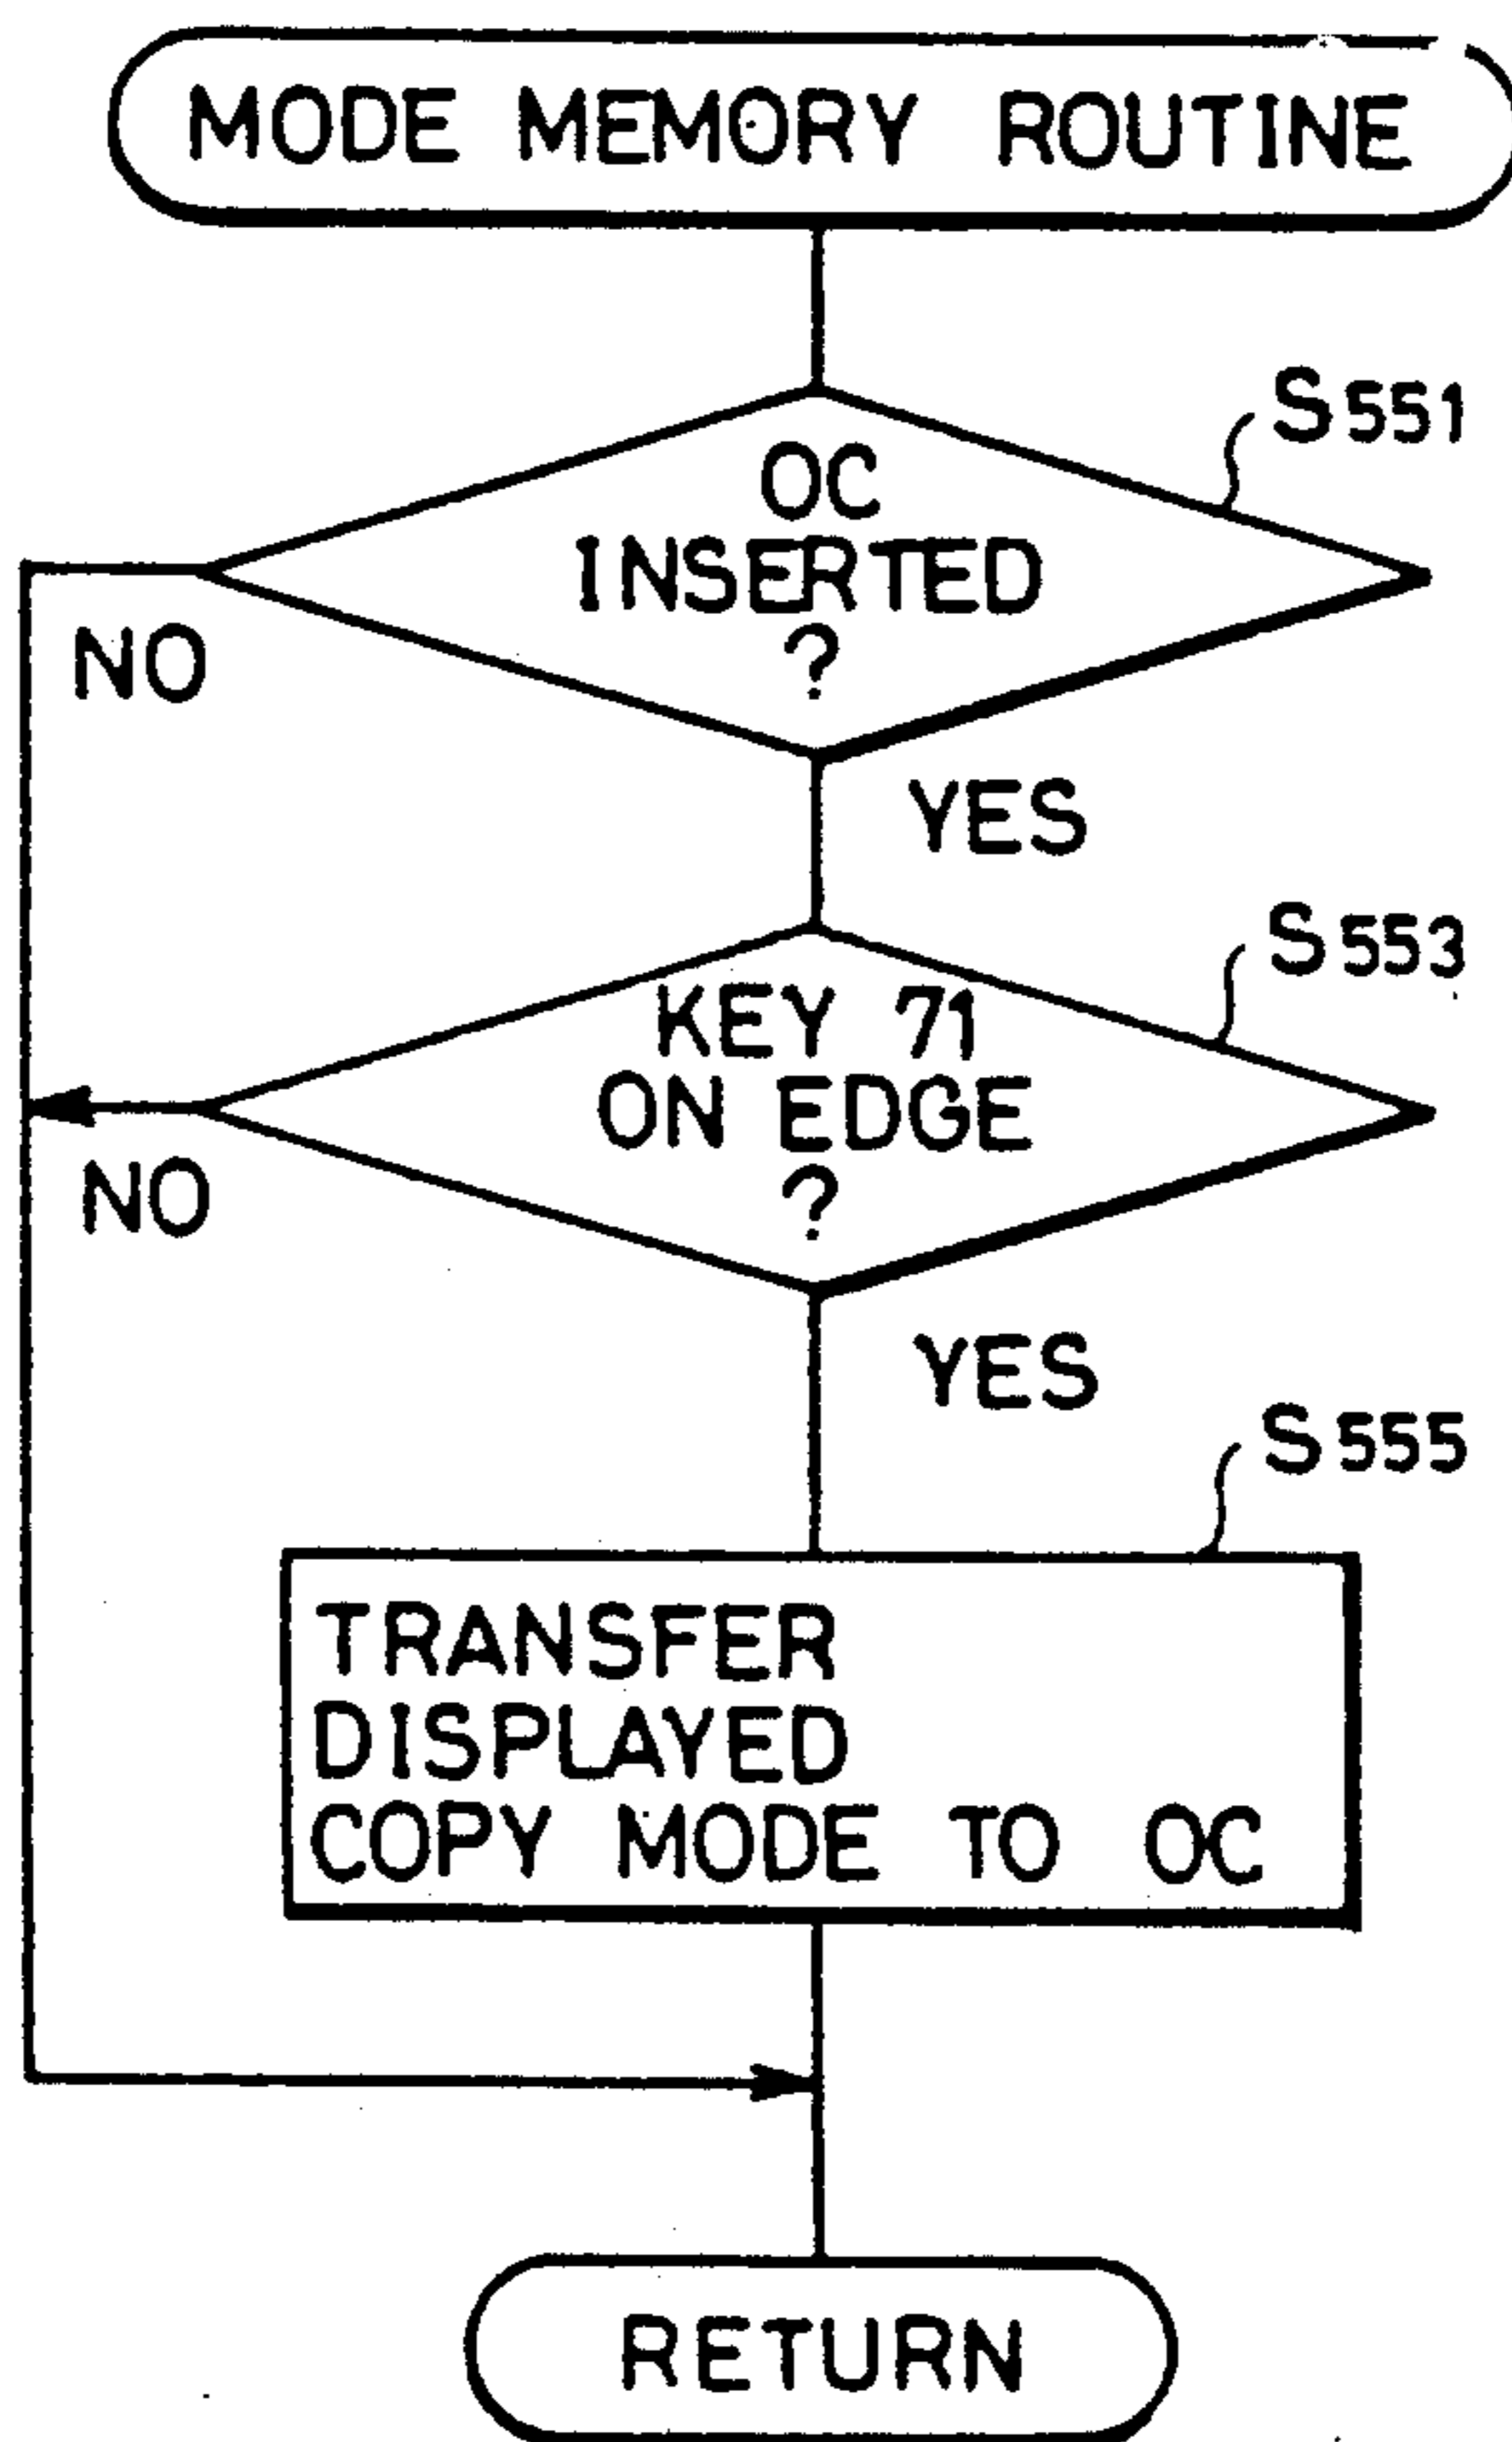 MODE MEMORY ROUTINE
S551
OC
INSERTED
?
NO
YES
S553
KEY 71
ON EDGE
?
NO
YES
S555
TRANSFER
DISPLAYED
COPY MODE TO OC
RETURN